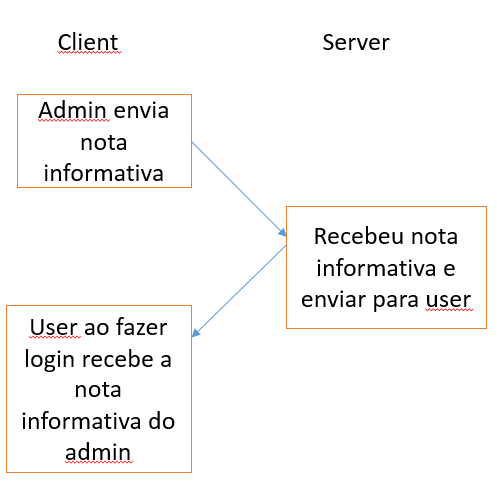 Client
Server
Admin envia
nota
informativa
Recebeu nota
informativa e
enviar para user
User ao fazer
login recebe a
nota
informativa do
admin